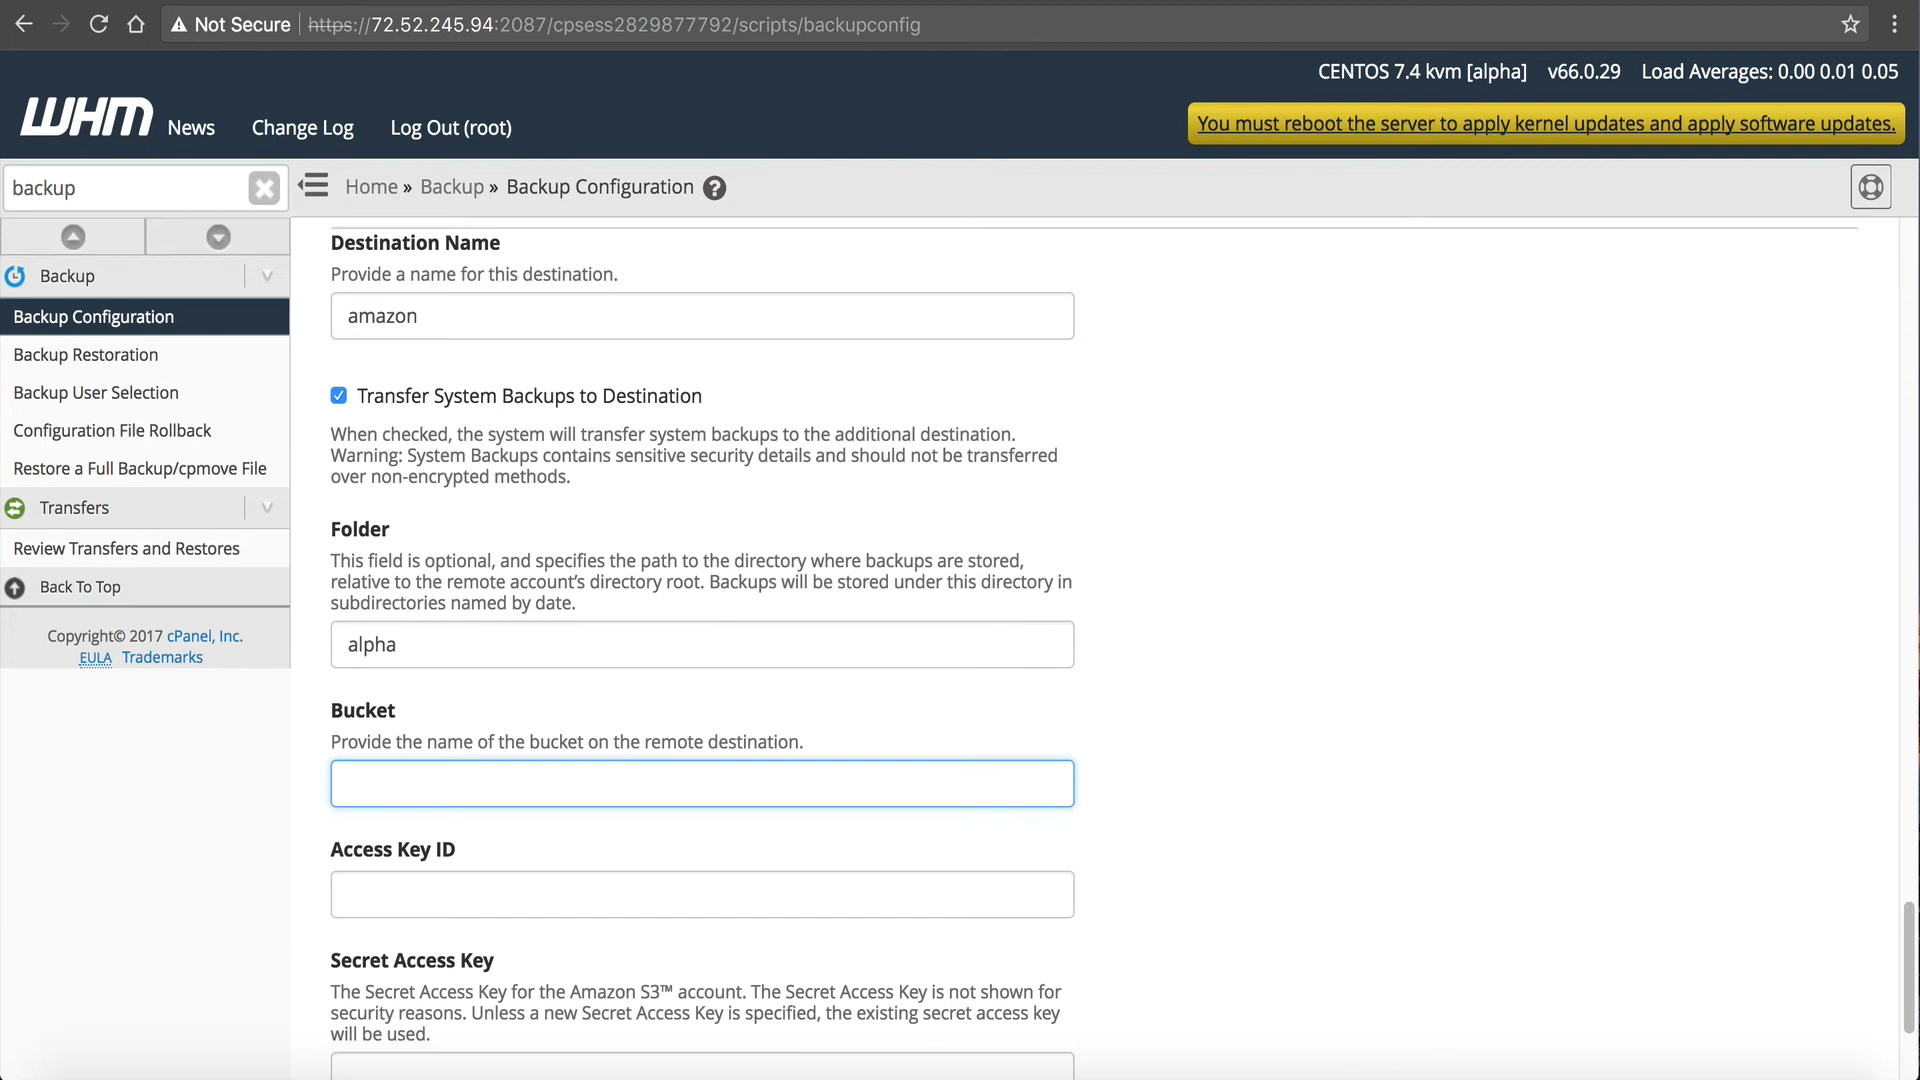 Not Secure https://72.52.245.94:2087/cpsess2829877792/scripts/backupconfig
CENTOS 7.4 kvm [alpha] v66.0.29 Load Averages: 0.00 0.01 0.05
WHM News Change Log Log Out (root)
You must reboot the server to apply kernel updates and apply software updates.
backup
Home » Backup » Backup Configuration ?
Backup
Backup Configuration
Backup Restoration
Backup User Selection
Configuration File Rollback
Restore a Full Backup/cpmove File
Transfers
Review Transfers and Restores
Back To Top
Copyright© 2017 cPanel, Inc.
EULA Trademarks
Destination Name
Provide a name for this destination.
amazon
Transfer System Backups to Destination
When checked, the system will transfer system backups to the additional destination.
Warning: System Backups contains sensitive security details and should not be transferred
over non-encrypted methods.
Folder
This field is optional, and specifies the path to the directory where backups are stored,
relative to the remote account’s directory root. Backups will be stored under this directory in
subdirectories named by date.
alpha
Bucket
Provide the name of the bucket on the remote destination.
Access Key ID
Secret Access Key
The Secret Access Key for the Amazon S3™ account. The Secret Access Key is not shown for
security reasons. Unless a new Secret Access Key is specified, the existing secret access key
will be used.